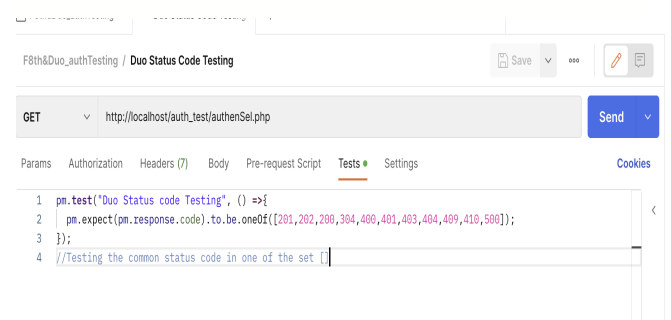 F8th&Duo_authTesting / Duo Status Code Testing
Save
GET http://localhost/auth_test/authenSel.php Send
Params Authorization Headers (7) Body Pre-request Script Tests Settings Cookies
1 pm.test("Duo Status code Testing", () =>{
2 pm.expect(pm.response.code).to.be.oneOf([201,202,200,304,400,401,403,404,409,410,500]);
3 });
4 //Testing the common status code in one of the set []